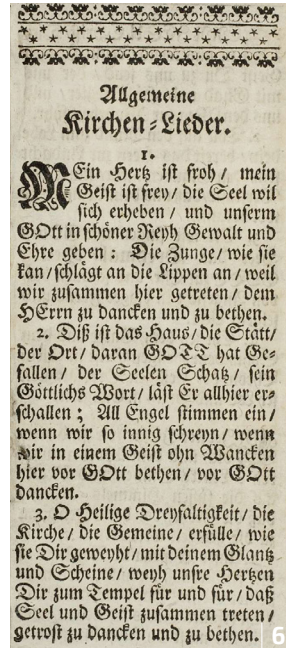 Allgemeine
Kirchen-Lieder.
1.
MEin Hertz ist froh / mein
Geist ist frey / die Seel wil
sich erheben / und unserm
GOtt in schöner Reyh Gewalt und
Ehre geben : Die Zunge / wie sie
kan / schlägt an die Lippen an / weil
wir zusammen hier getreten / dem
HErrn zu dancken und zu bethen.
2. Diß ist das Haus / die Stätt /
der Ort / daran GOTT hat Ge-
fallen / der Seelen Schatz / sein
Göttlichs Wort / läst Er allhier er-
schallen ; All Engel stimmen ein /
wenn wir so innig schreyn / wenn
wir in einem Geist ohn Wancken
hier vor GOtt bethen / vor GOtt
dancken.
3. O Heilige Dreyfaltigkeit / die
Kirche / die Gemeine / erfülle / wie
sie Dir geweyht / mit deinem Glantz
und Scheine / weyh unsre Hertzen
Dir zum Tempel für und für / daß
Seel und Geist zusammen treten /
getrost zu dancken und zu bethen.
6